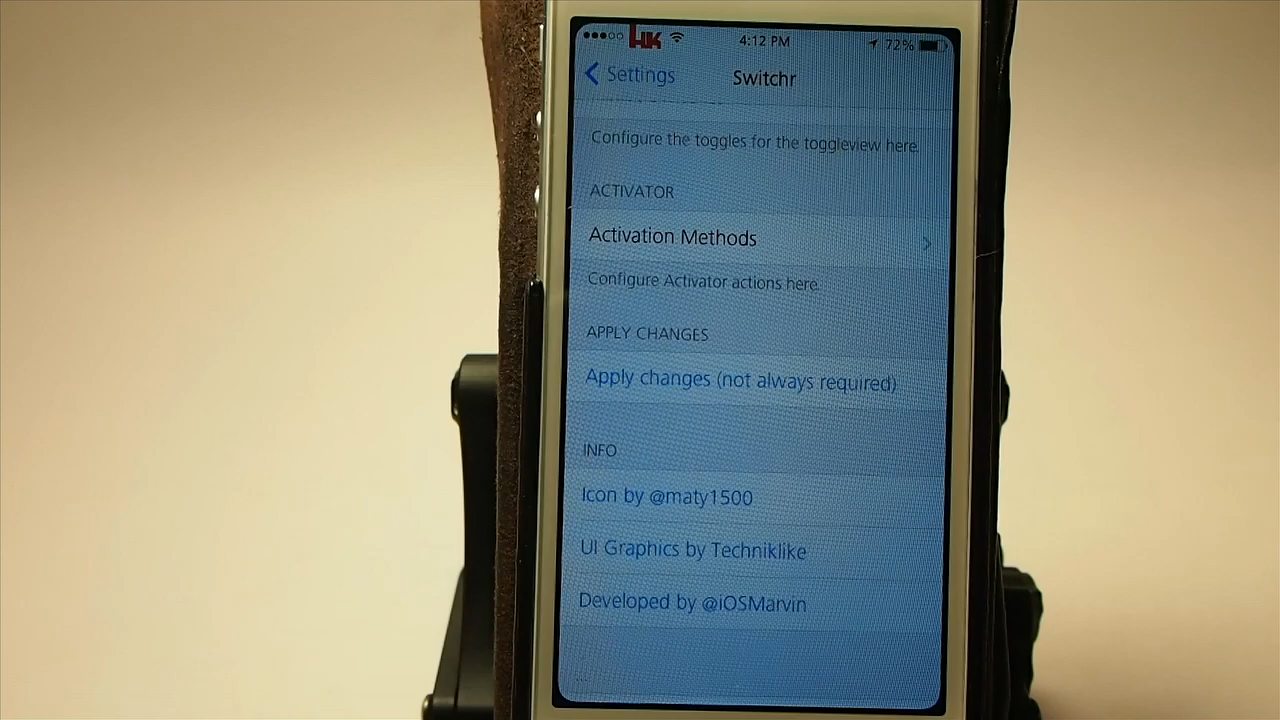 HK 4:12 PM 72%
Settings Switchr
Configure the toggles for the toggleview here.
ACTIVATOR
Activation Methods
Configure Activator actions here.
APPLY CHANGES
Apply changes (not always required)
INFO
Icon by @maty1500
UI Graphics by Techniklike
Developed by @iOSMarvin